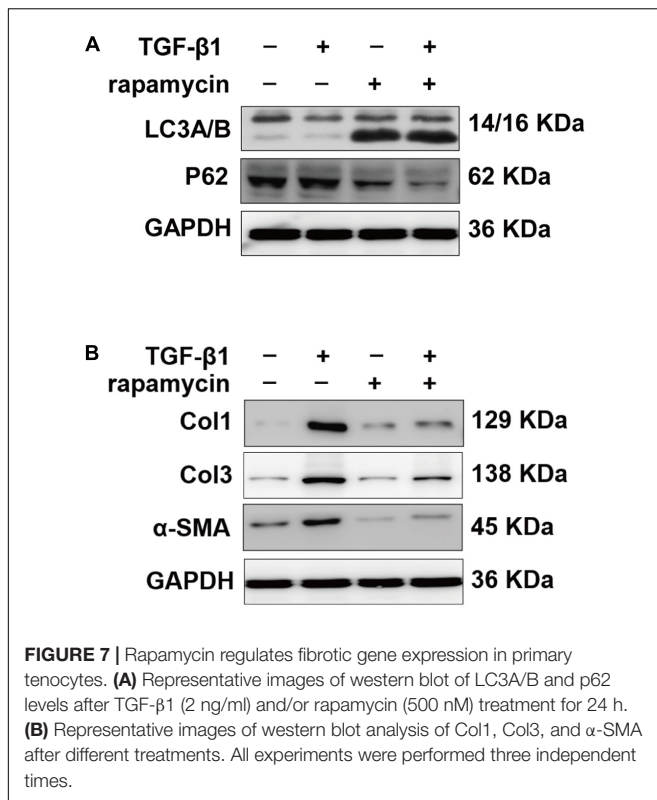 A TGF-β1 – + – +
rapamycin – – + +
LC3A/B 14/16 KDa
P62 62 KDa
GAPDH 36 KDa
B TGF-β1 – + – +
rapamycin – – + +
Col1 129 KDa
Col3 138 KDa
α-SMA 45 KDa
GAPDH 36 KDa
FIGURE 7 | Rapamycin regulates fibrotic gene expression in primary
tenocytes. (A) Representative images of western blot of LC3A/B and p62
levels after TGF-β1 (2 ng/ml) and/or rapamycin (500 nM) treatment for 24 h.
(B) Representative images of western blot analysis of Col1, Col3, and α-SMA
after different treatments. All experiments were performed three independent
times.